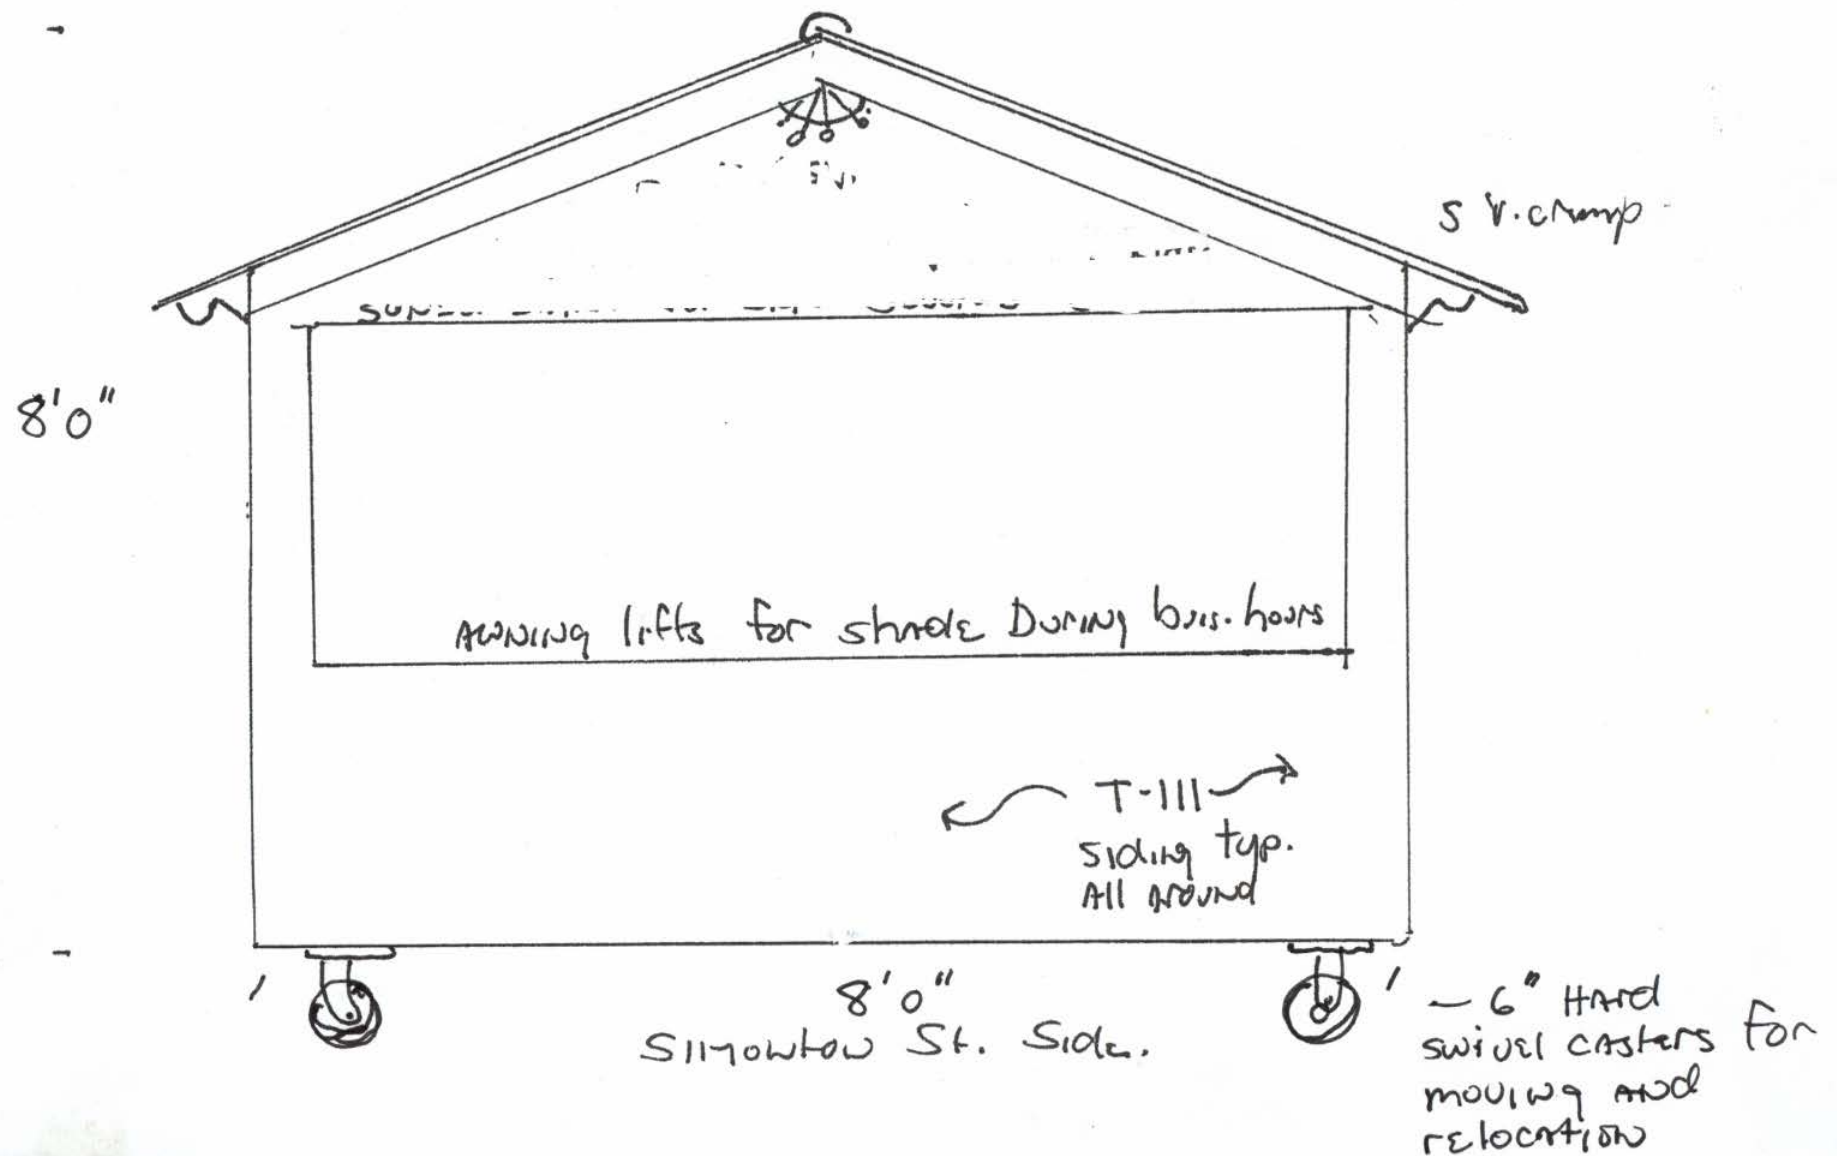 5 V. crimp
8'0"
AWNING lifts for shade During bus. hours
T-111
siding typ.
All Around
8'0"
Simonton St. Side.
6" Hard
swivel casters for
moving and
relocation